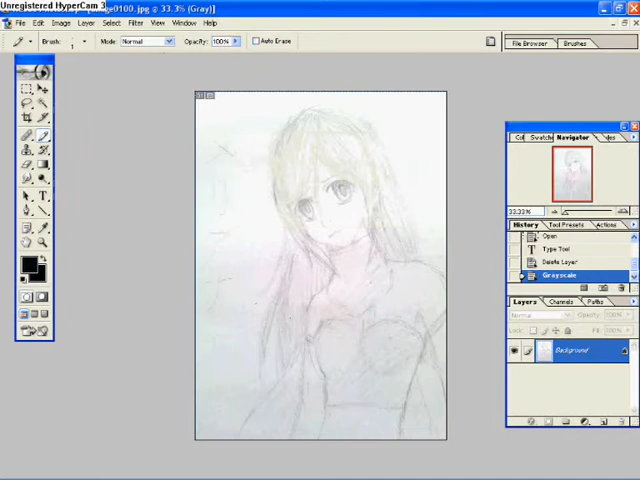 Unregistered HyperCam 3
@ 33.3% (Gray)]
File Edit Image Layer Select Filter View Window Help
Brush: 1 Mode: Normal Opacity: 100% Auto Erase File Browser Brushes
Navigator
33.33%
History Tool Presets Actions
Open
Type Tool
Delete Layer
Grayscale
Layers Channels Paths
Normal Opacity: 100%
Lock: Fill: 100%
Background